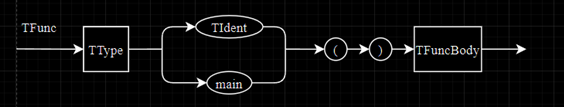 TFunc
TType
TIdent
main
( )
TFuncBody